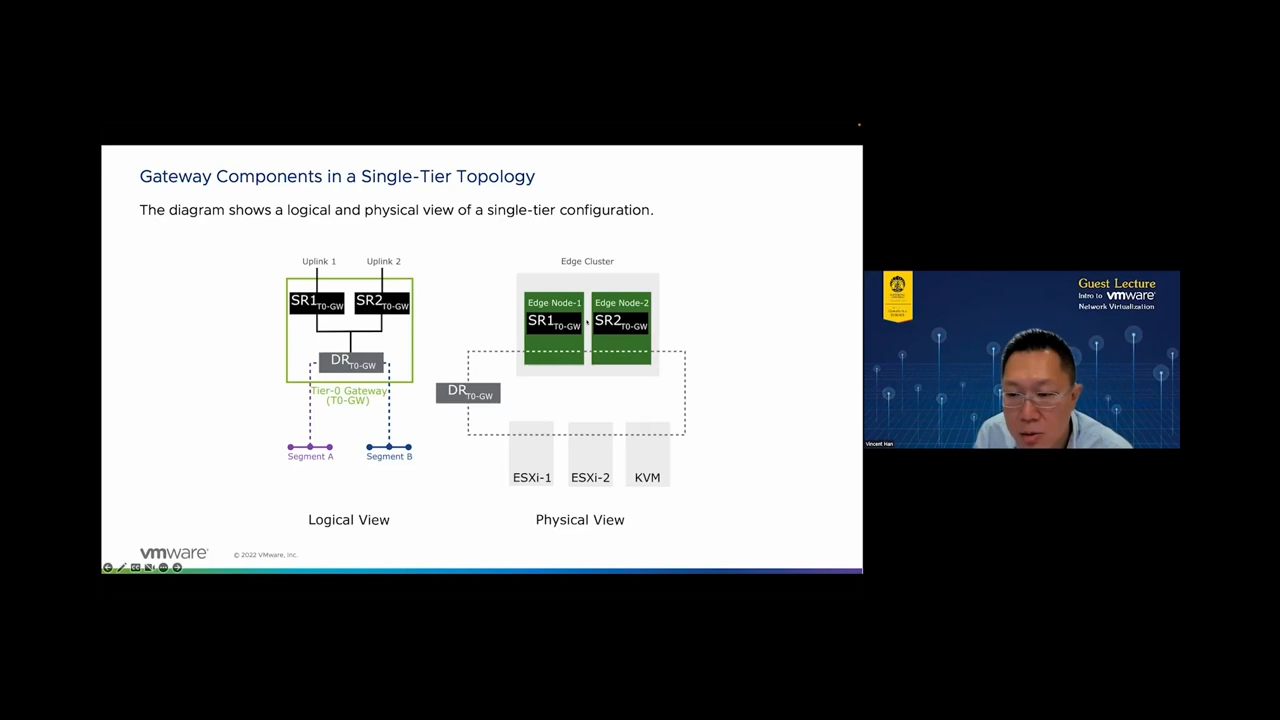 Gateway Components in a Single-Tier Topology
The diagram shows a logical and physical view of a single-tier configuration.
Uplink 1
Uplink 2
SR1T0-GW
SR2T0-GW
DRT0-GW
Tier-0 Gateway
(T0-GW)
Segment A
Segment B
Logical View
Edge Cluster
Edge Node-1
Edge Node-2
SR1T0-GW
SR2T0-GW
DRT0-GW
ESXi-1
ESXi-2
KVM
Physical View
vmware®
© 2022 VMware, Inc.
Guest Lecture
Intro to vmware®
Network Virtualization
Vincent Han